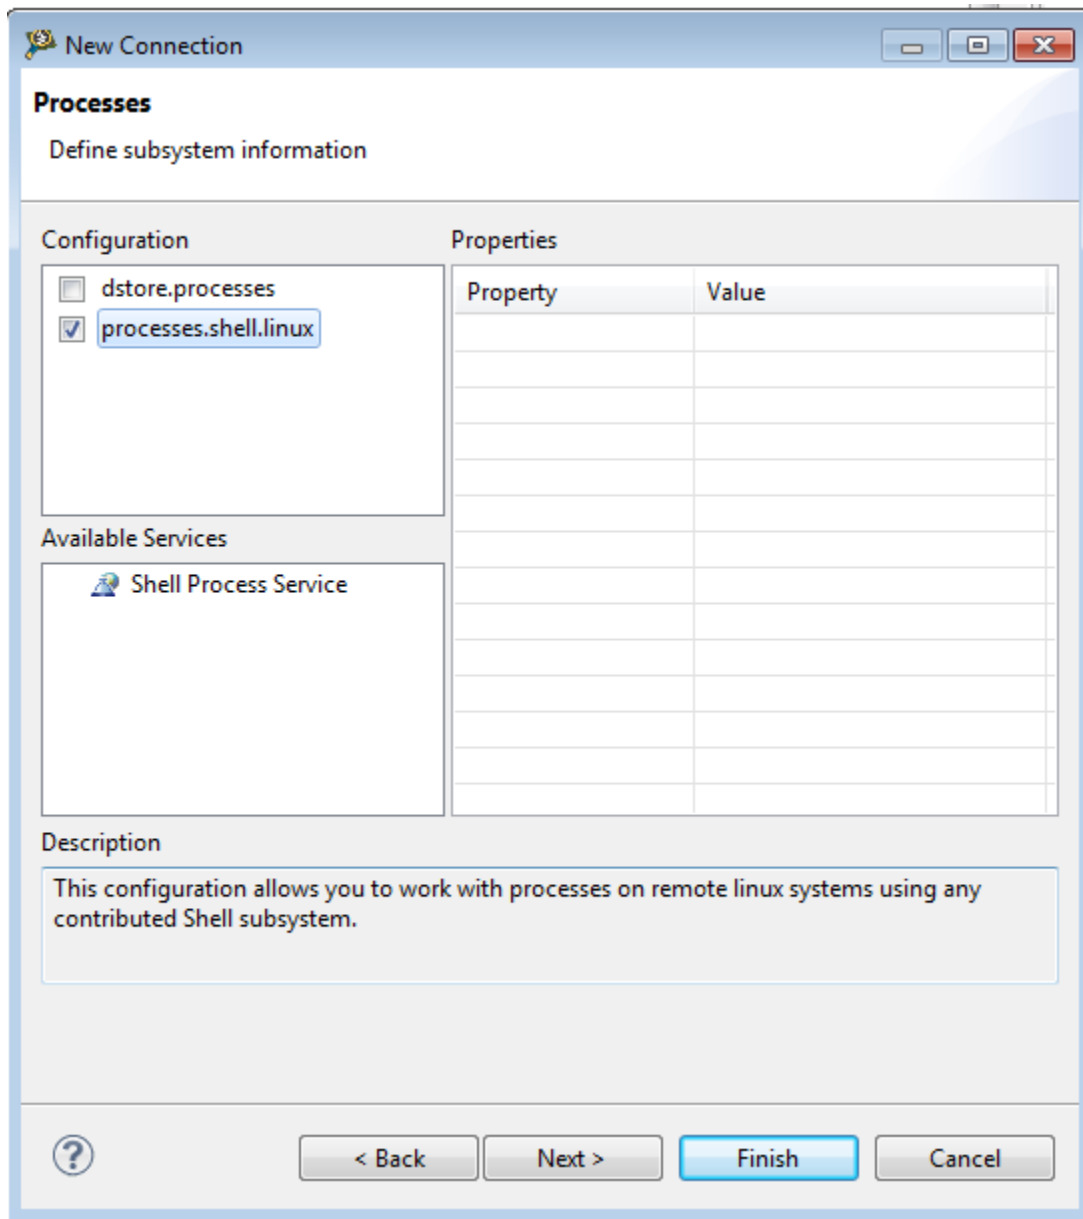 New Connection
Processes
Define subsystem information
Configuration
dstore.processes
processes.shell.linux
Properties
Property Value
Available Services
Shell Process Service
Description
This configuration allows you to work with processes on remote linux systems using any
contributed Shell subsystem.
? < Back Next > Finish Cancel